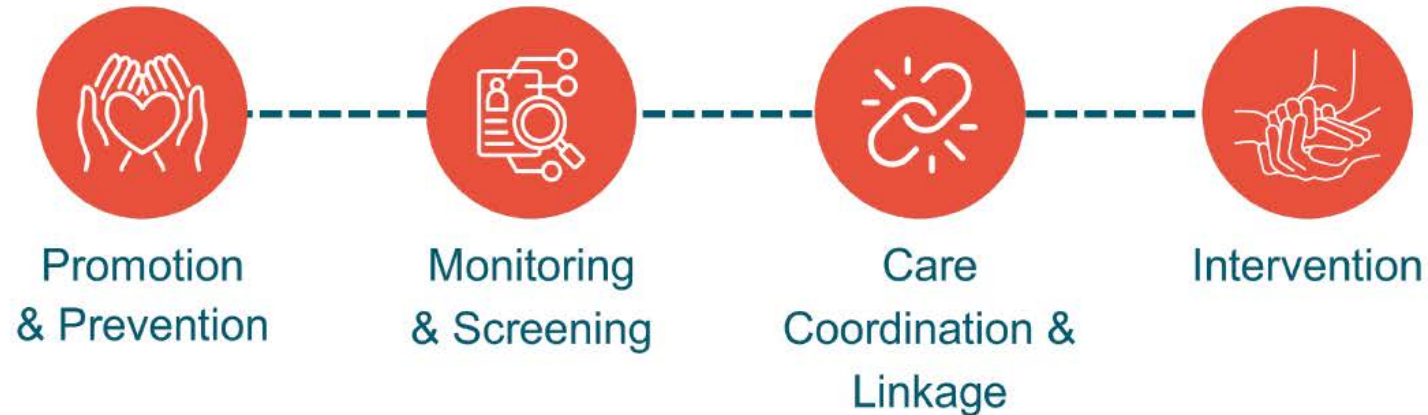 Promotion
& Prevention
Monitoring
& Screening
Care
Coordination &
Linkage
Intervention